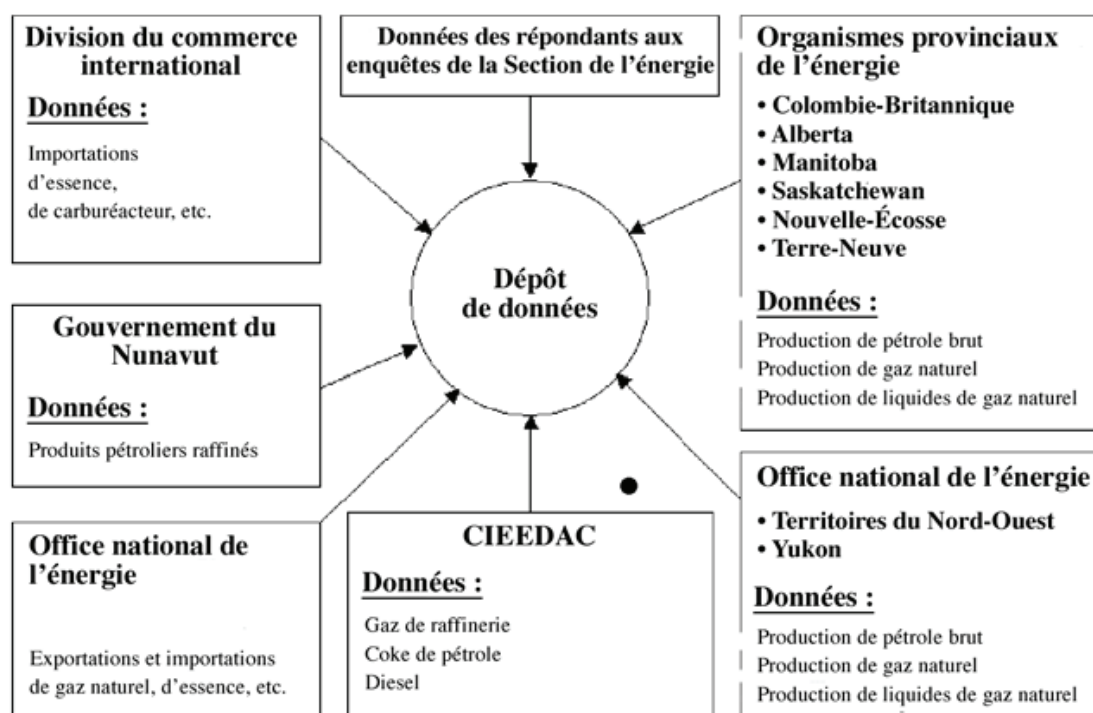 Division du commerce
international
Données :
Importations
d'essence,
de carburéacteur, etc.
Données des répondants aux
enquêtes de la Section de l'énergie
Organismes provinciaux
de l'énergie
• Colombie-Britannique
• Alberta
• Manitoba
• Saskatchewan
• Nouvelle-Écosse
• Terre-Neuve
Données :
Production de pétrole brut
Production de gaz naturel
Production de liquides de gaz naturel
Dépôt
de données
Gouvernement du
Nunavut
Données :
Produits pétroliers raffinés
Office national de
l'énergie
Exportations et importations
de gaz naturel, d'essence, etc.
CIEEDAC
Données :
Gaz de raffinerie
Coke de pétrole
Diesel
Office national de l'énergie
• Territoires du Nord-Ouest
• Yukon
Données :
Production de pétrole brut
Production de gaz naturel
Production de liquides de gaz naturel